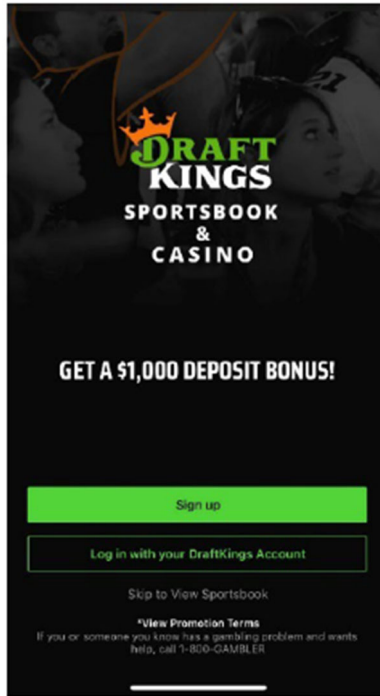 DRAFT
KINGS
SPORTSBOOK
&
CASINO
21
GET A $1,000 DEPOSIT BONUS!
Sign up
Log in with your DraftKings Account
Skip to View Sportsbook
*View Promotion Terms
If you or someone you know has a gambling problem and wants
help, call 1-800-GAMBLER